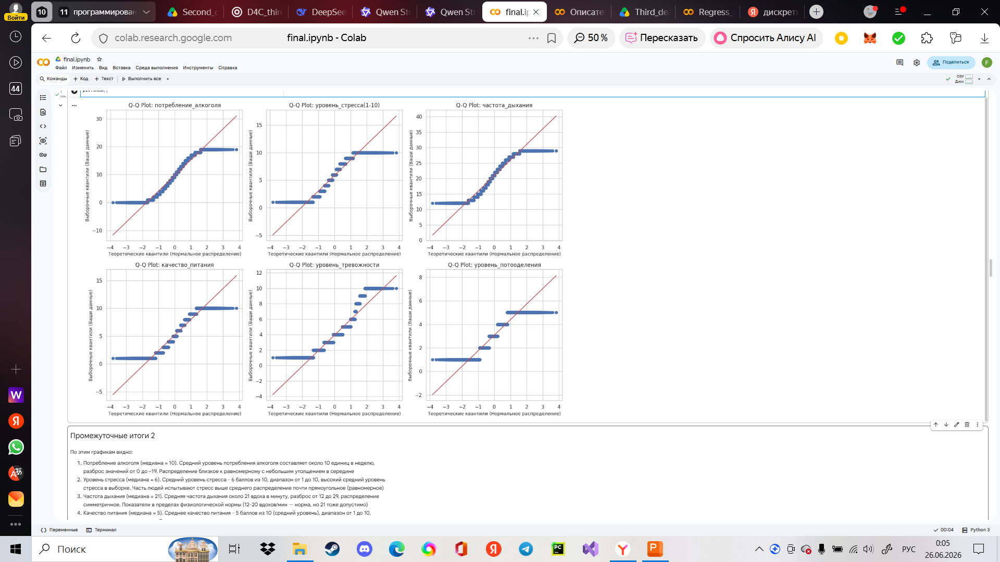 Войти
10
11 программирован
Second_
D4C_thir
DeepSee
Qwen St
Qwen St
final.ip
Описате
Third_de
Regress_
дискрет
colab.research.google.com
final.ipynb - Colab
50 %
Пересказать
Спросить Алису AI
44
final.ipynb
Файл Изменить Вид Вставка Среда выполнения Инструменты Справка
Поделиться
F
Команды + Код + Текст Выполнить все
ОЗУ
Диск
1
сек.
plt.show()
Q-Q Plot: потребление_алкоголя
Выборочные квантили (Ваши данные)
30
20
10
0
−10
−4 −3 −2 −1 0 1 2 3 4
Теоретические квантили (Нормальное распределение)
Q-Q Plot: уровень_стресса(1-10)
Выборочные квантили (Ваши данные)
15
10
5
0
−5
−4 −3 −2 −1 0 1 2 3 4
Теоретические квантили (Нормальное распределение)
Q-Q Plot: частота_дыхания
Выборочные квантили (Ваши данные)
40
35
30
25
20
15
10
5
0
−4 −3 −2 −1 0 1 2 3 4
Теоретические квантили (Нормальное распределение)
Q-Q Plot: качество_питания
Выборочные квантили (Ваши данные)
15
10
5
0
−5
−4 −3 −2 −1 0 1 2 3 4
Теоретические квантили (Нормальное распределение)
Q-Q Plot: уровень_тревожности
Выборочные квантили (Ваши данные)
12
10
8
6
4
2
0
−2
−4
−4 −3 −2 −1 0 1 2 3 4
Теоретические квантили (Нормальное распределение)
Q-Q Plot: уровень_потооделения
Выборочные квантили (Ваши данные)
8
6
4
2
0
−2
−4 −3 −2 −1 0 1 2 3 4
Теоретические квантили (Нормальное распределение)
Промежуточные итоги 2
По этим графикам видно:
1. Потребление алкоголя (медиана = 10). Средний уровень потребления алкоголя составляет около 10 единиц в неделю,
разброс значений от 0 до ~19. Распределение близкое к равномерному с небольшим утолщением в середине
2. Уровень стресса (медиана = 6). Средний уровень стресса - 6 баллов из 10, диапазон от 1 до 10, высокий средний уровень
стресса в выборке. Часть людей испытывают стресс выше среднего распределение почти прямоугольное (равномерное)
3. Частота дыхания (медиана = 21). Средняя частота дыхания около 21 вдоха в минуту, разброс от 12 до 29, распределение
симметричное. Показатели в пределах физиологической нормы (12-20 вдохов/мин — норма, но 21 тоже допустимо)
4. Качество питания (медиана = 5). Среднее качество питания - 5 баллов из 10 (средний уровень), диапазон от 1 до 10,
Переменные Терминал
00:04 Python 3
Поиск
РУС
0:05
26.06.2026